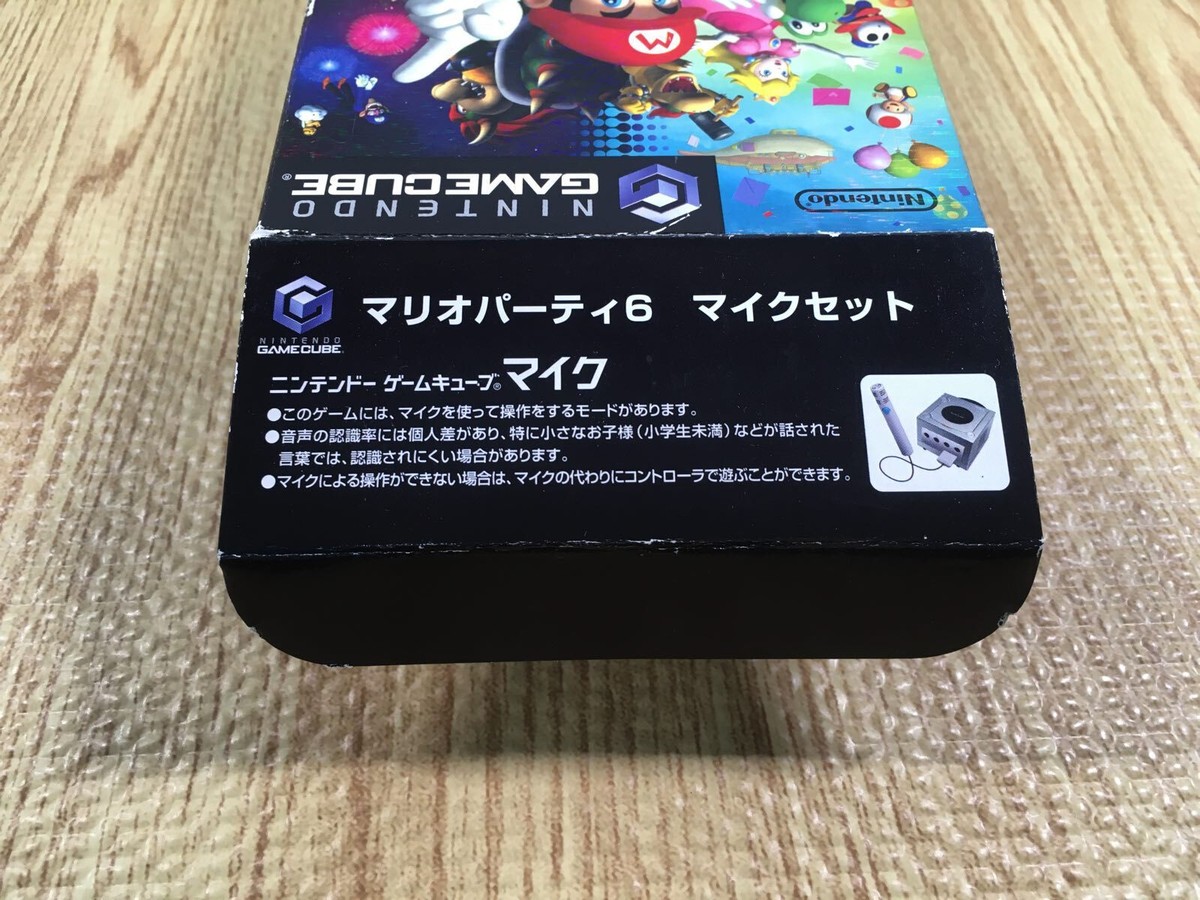 Nintendo
NINTENDO
GAMECUBE®
マリオパーティ6 マイクセット
NINTENDO
GAMECUBE
ニンテンドー ゲームキューブ® マイク
●このゲームには、マイクを使って操作をするモードがあります。
●音声の認識率には個人差があり、特に小さなお子様(小学生未満)などが話された
言葉では、認識されにくい場合があります。
●マイクによる操作ができない場合は、マイクの代わりにコントローラで遊ぶことができます。